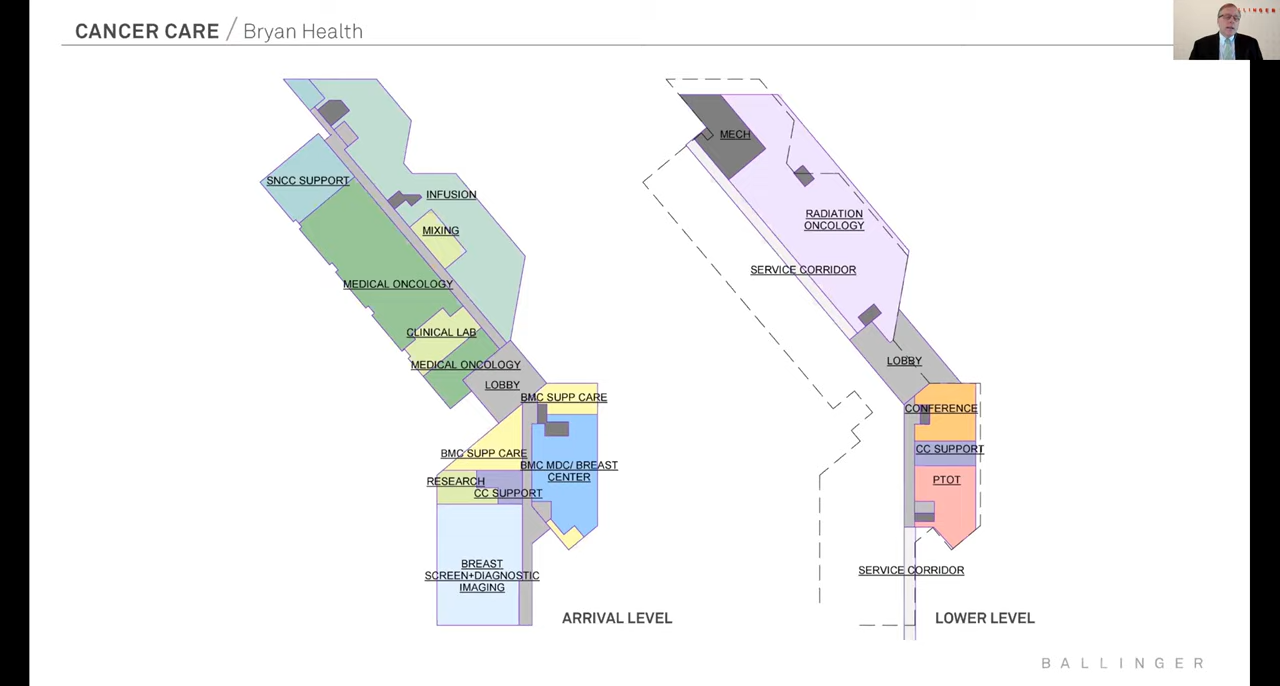 CANCER CARE / Bryan Health
SNCC SUPPORT
INFUSION
MIXING
MEDICAL ONCOLOGY
CLINICAL LAB
MEDICAL ONCOLOGY
LOBBY
BMC SUPP CARE
BMC SUPP CARE
BMC MDC/ BREAST
CENTER
RESEARCH
CC SUPPORT
BREAST
SCREEN+DIAGNOSTIC
IMAGING
ARRIVAL LEVEL
MECH
RADIATION
ONCOLOGY
SERVICE CORRIDOR
LOBBY
CONFERENCE
CC SUPPORT
PTOT
SERVICE CORRIDOR
LOWER LEVEL
BALLINGER